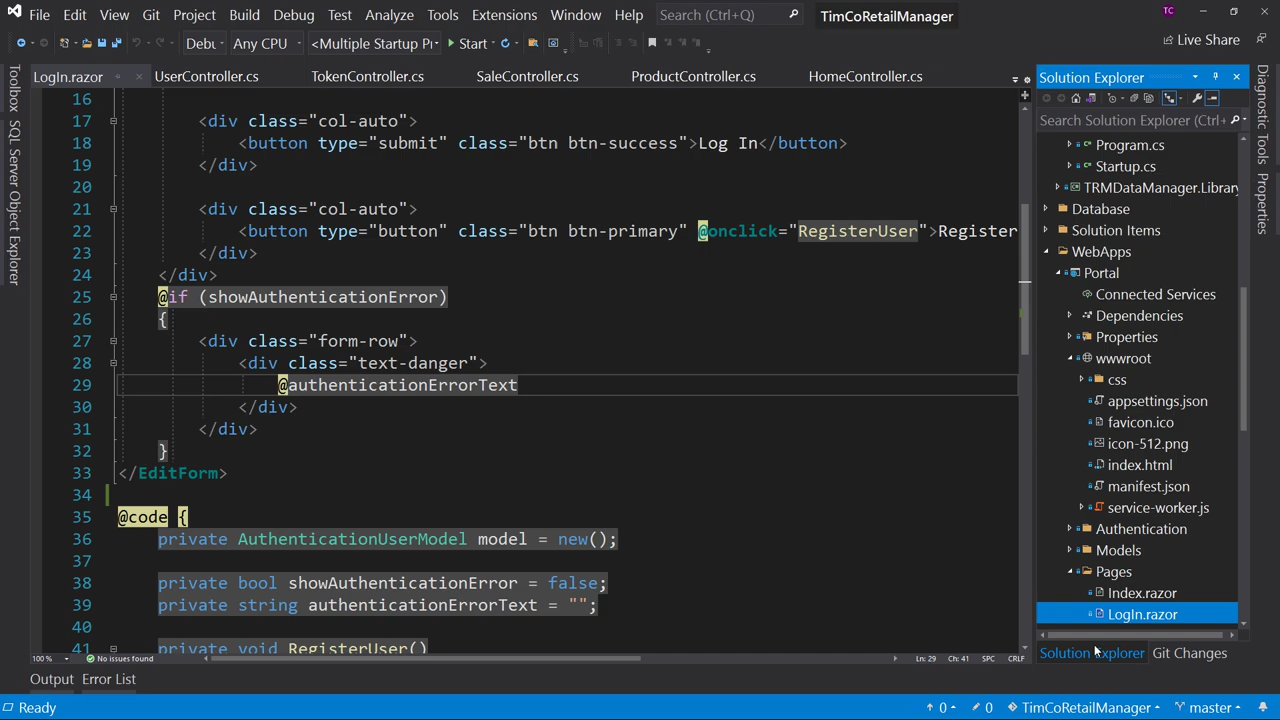 File Edit View Git Project Build Debug Test Analyze Tools Extensions Window Help Search (Ctrl+Q) TimCoRetailManager TC
Debu Any CPU <Multiple Startup Pr Start Live Share
LogIn.razor UserController.cs TokenController.cs SaleController.cs ProductController.cs HomeController.cs
Toolbox
SQL Server Object Explorer
16
17 <div class="col-auto">
18 <button type="submit" class="btn btn-success">Log In</button>
19 </div>
20
21 <div class="col-auto">
22 <button type="button" class="btn btn-primary" @onclick="RegisterUser">Register
23 </div>
24 </div>
25 @if (showAuthenticationError)
26 {
27 <div class="form-row">
28 <div class="text-danger">
29 @authenticationErrorText
30 </div>
31 </div>
32 }
33 </EditForm>
34
35 @code {
36 private AuthenticationUserModel model = new();
37
38 private bool showAuthenticationError = false;
39 private string authenticationErrorText = "";
40
41 private void RegisterUser()
100 % No issues found Ln: 29 Ch: 41 SPC CRLF
Solution Explorer
Search Solution Explorer (Ctrl+
Program.cs
Startup.cs
TRMDataManager.Library
Database
Solution Items
WebApps
Portal
Connected Services
Dependencies
Properties
wwwroot
css
appsettings.json
favicon.ico
icon-512.png
index.html
manifest.json
service-worker.js
Authentication
Models
Pages
Index.razor
LogIn.razor
Solution Explorer Git Changes
Diagnostic Tools
Properties
Output Error List
Ready 0 0 TimCoRetailManager master